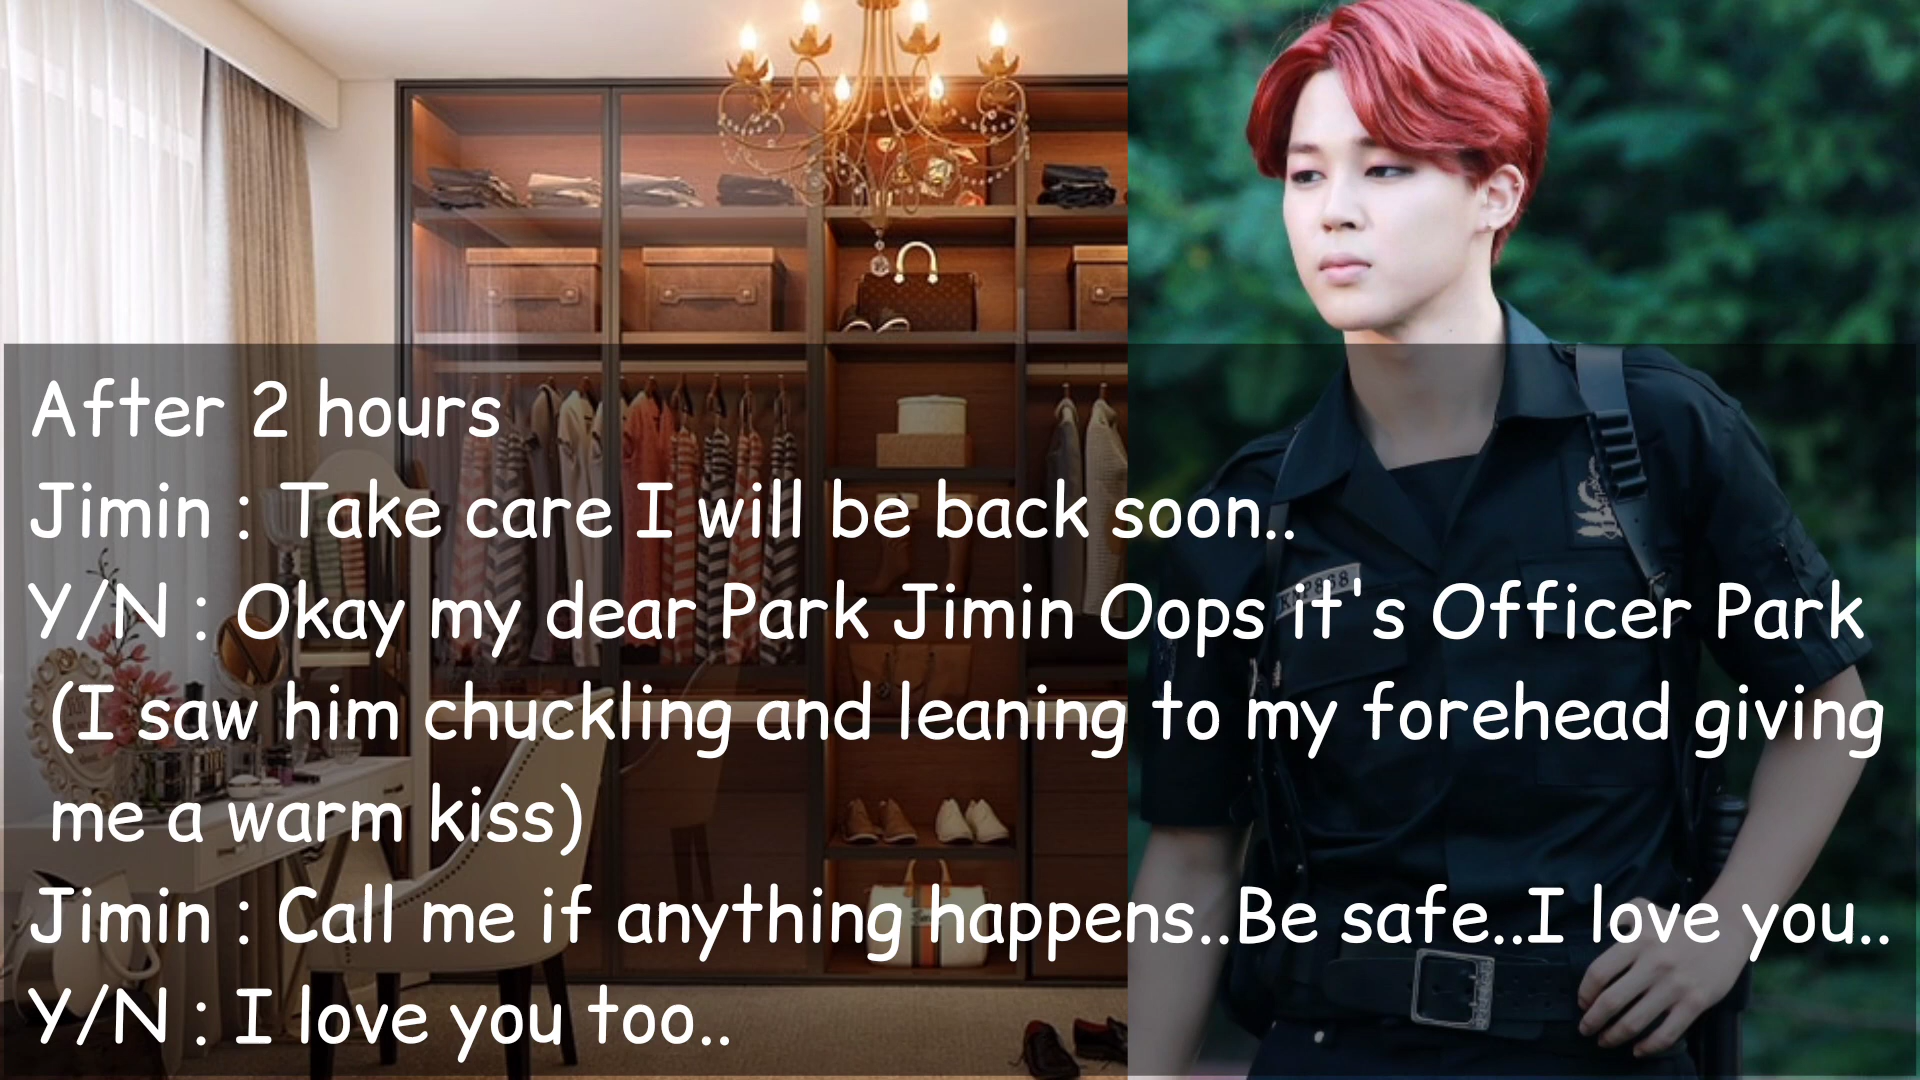 After 2 hours
Jimin : Take care I will be back soon..
Y/N : Okay my dear Park Jimin Oops it's Officer Park
(I saw him chuckling and leaning to my forehead giving
me a warm kiss)
Jimin : Call me if anything happens..Be safe..I love you..
Y/N : I love you too..